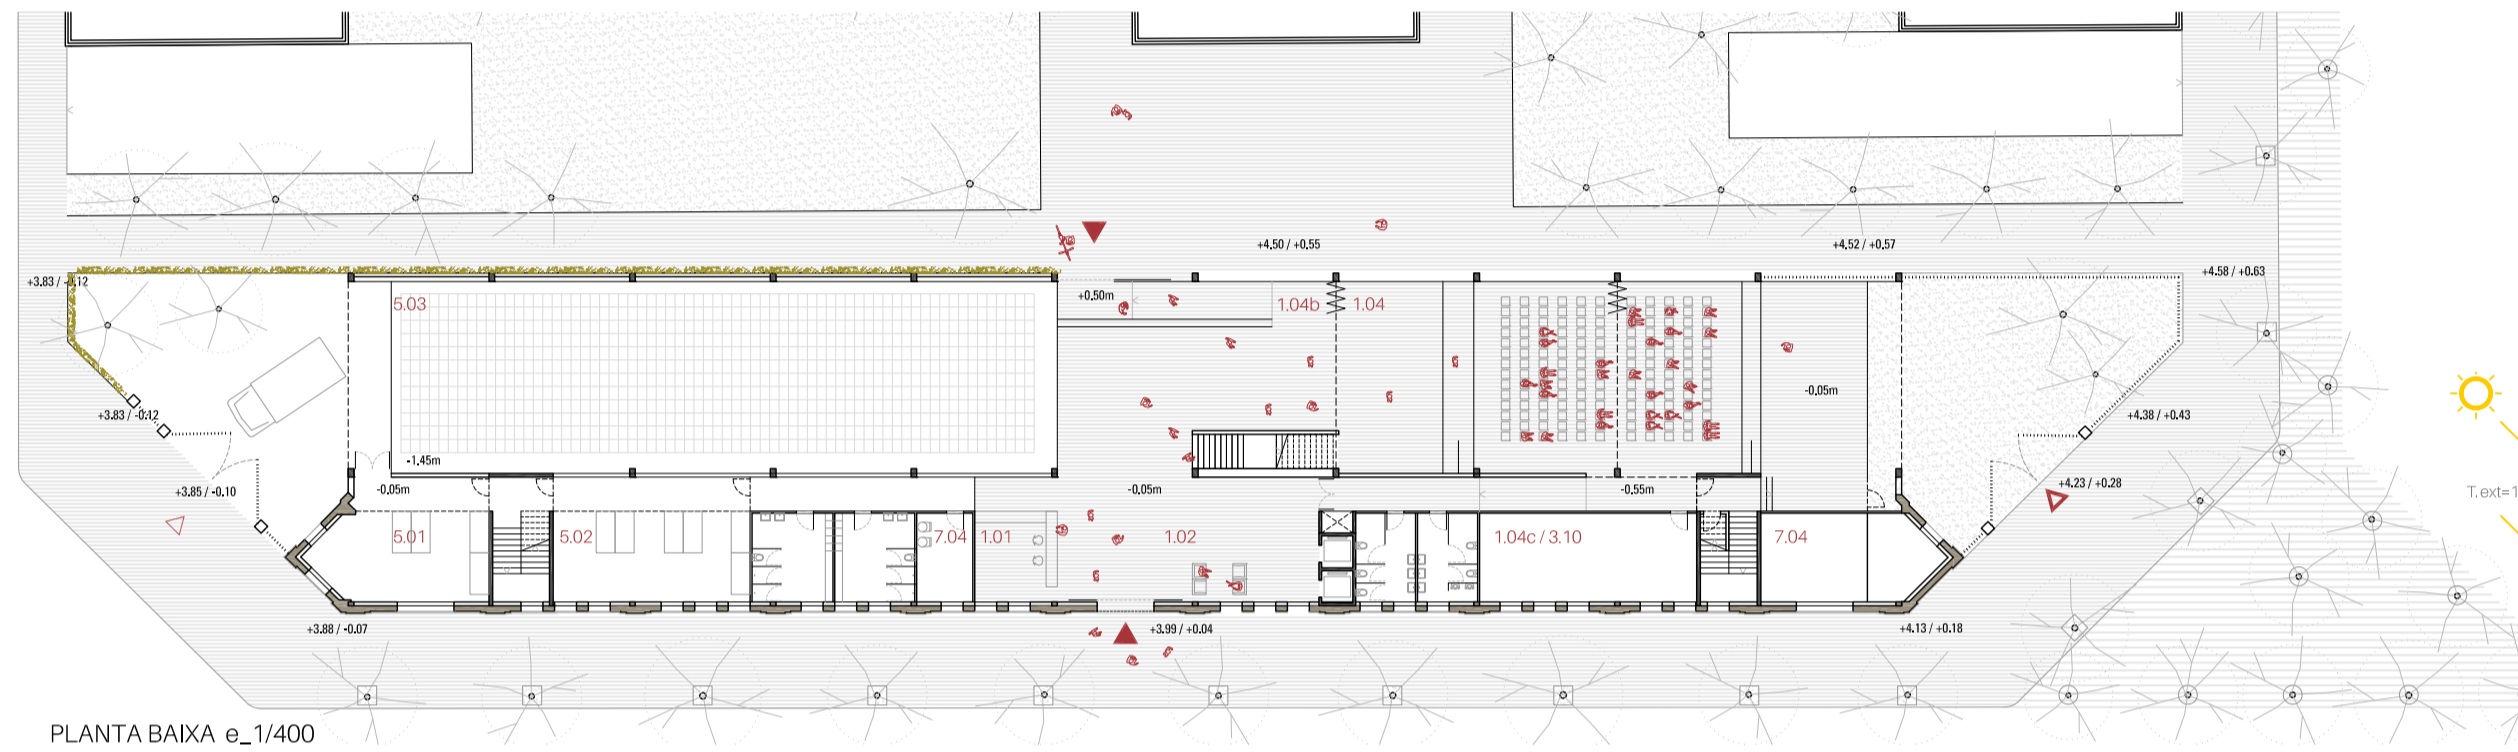 +4.50 / +0.55
+4.52 / +0.57
+4.58 / +0.63
+3.83 / -0.12
+0.50m
5.03
1.04b
1.04
-0.05m
+3.83 / -0.12
+4.38 / +0.43
-1.45m
+3.85 / -0.10
-0.05m
-0.05m
-0.55m
+4.23 / +0.28
T, ext=1
5.01
5.02
7.04
1.01
1.02
1.04c / 3.10
7.04
+3.88 / -0.07
+3.99 / +0.04
+4.13 / +0.18
PLANTA BAIXA e_1/400